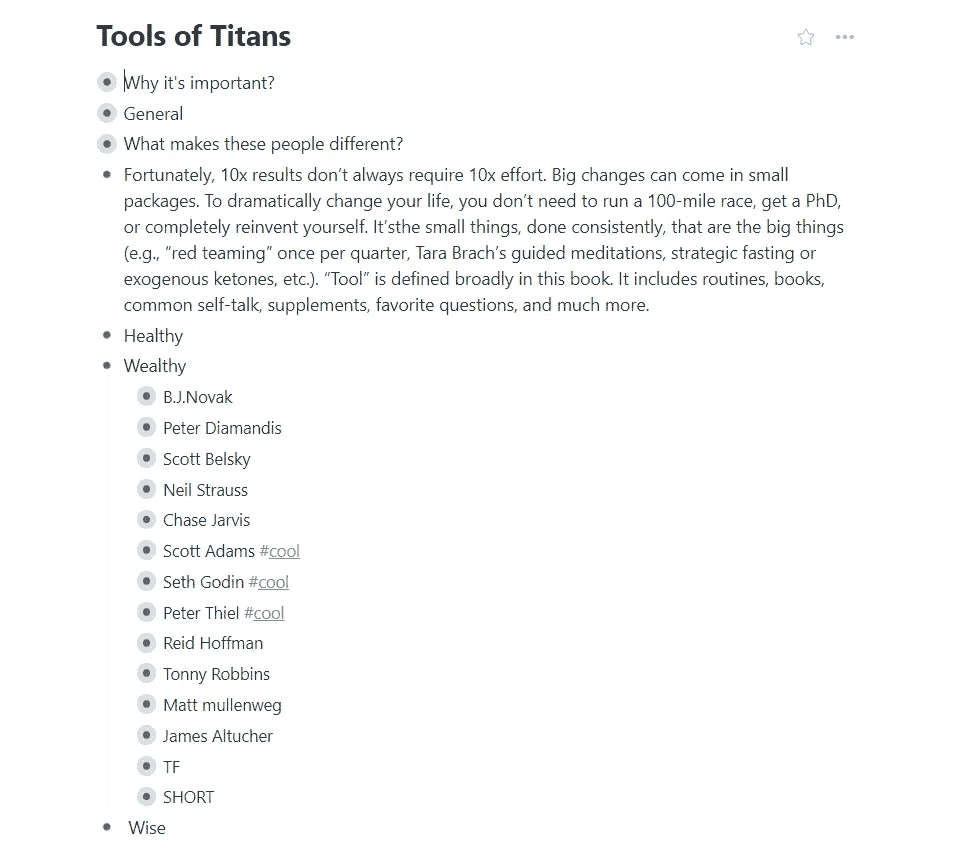 Tools of Titans
Why it's important?
General
What makes these people different?
Fortunately, 10x results don’t always require 10x effort. Big changes can come in small
packages. To dramatically change your life, you don’t need to run a 100-mile race, get a PhD,
or completely reinvent yourself. It’sthe small things, done consistently, that are the big things
(e.g., “red teaming” once per quarter, Tara Brach’s guided meditations, strategic fasting or
exogenous ketones, etc.). “Tool” is defined broadly in this book. It includes routines, books,
common self-talk, supplements, favorite questions, and much more.
Healthy
Wealthy
B.J.Novak
Peter Diamandis
Scott Belsky
Neil Strauss
Chase Jarvis
Scott Adams #cool
Seth Godin #cool
Peter Thiel #cool
Reid Hoffman
Tonny Robbins
Matt mullenweg
James Altucher
TF
SHORT
Wise